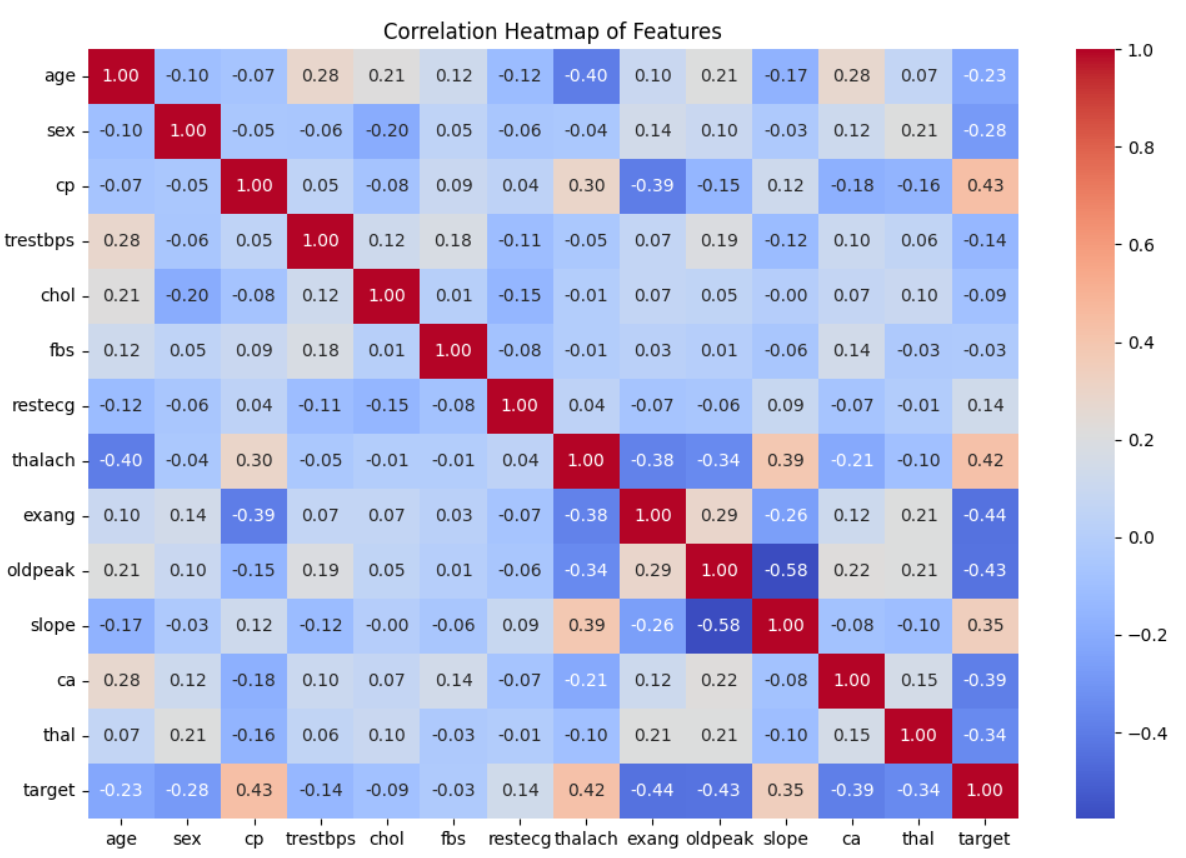 Correlation Heatmap of Features
age 1.00 -0.10 -0.07 0.28 0.21 0.12 -0.12 -0.40 0.10 0.21 -0.17 0.28 0.07 -0.23
sex -0.10 1.00 -0.05 -0.06 -0.20 0.05 -0.06 -0.04 0.14 0.10 -0.03 0.12 0.21 -0.28
cp -0.07 -0.05 1.00 0.05 -0.08 0.09 0.04 0.30 -0.39 -0.15 0.12 -0.18 -0.16 0.43
trestbps 0.28 -0.06 0.05 1.00 0.12 0.18 -0.11 -0.05 0.07 0.19 -0.12 0.10 0.06 -0.14
chol 0.21 -0.20 -0.08 0.12 1.00 0.01 -0.15 -0.01 0.07 0.05 -0.00 0.07 0.10 -0.09
fbs 0.12 0.05 0.09 0.18 0.01 1.00 -0.08 -0.01 0.03 0.01 -0.06 0.14 -0.03 -0.03
restecg -0.12 -0.06 0.04 -0.11 -0.15 -0.08 1.00 0.04 -0.07 -0.06 0.09 -0.07 -0.01 0.14
thalach -0.40 -0.04 0.30 -0.05 -0.01 -0.01 0.04 1.00 -0.38 -0.34 0.39 -0.21 -0.10 0.42
exang 0.10 0.14 -0.39 0.07 0.07 0.03 -0.07 -0.38 1.00 0.29 -0.26 0.12 0.21 -0.44
oldpeak 0.21 0.10 -0.15 0.19 0.05 0.01 -0.06 -0.34 0.29 1.00 -0.58 0.22 0.21 -0.43
slope -0.17 -0.03 0.12 -0.12 -0.00 -0.06 0.09 0.39 -0.26 -0.58 1.00 -0.08 -0.10 0.35
ca 0.28 0.12 -0.18 0.10 0.07 0.14 -0.07 -0.21 0.12 0.22 -0.08 1.00 0.15 -0.39
thal 0.07 0.21 -0.16 0.06 0.10 -0.03 -0.01 -0.10 0.21 0.21 -0.10 0.15 1.00 -0.34
target -0.23 -0.28 0.43 -0.14 -0.09 -0.03 0.14 0.42 -0.44 -0.43 0.35 -0.39 -0.34 1.00
age sex cp trestbps chol fbs restecg thalach exang oldpeak slope ca thal target
1.0
0.8
0.6
0.4
0.2
0.0
−0.2
−0.4